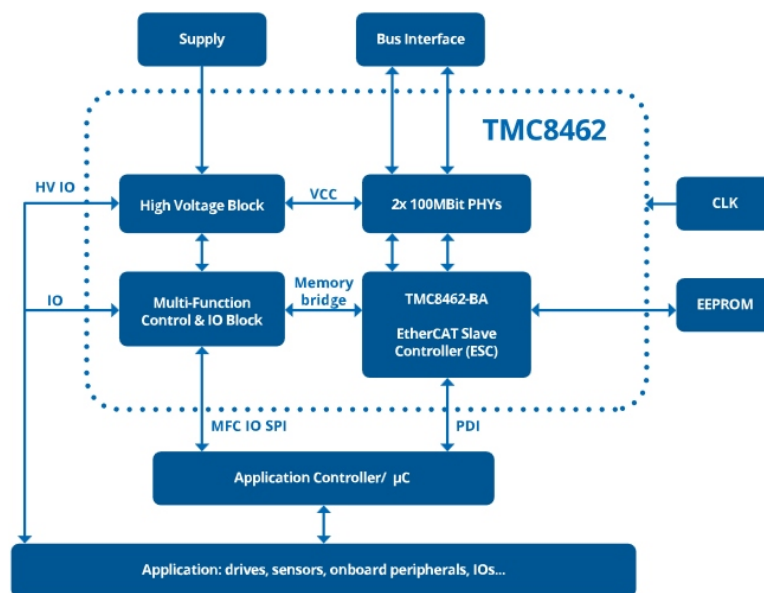 Supply
Bus Interface
TMC8462
HV IO
High Voltage Block
VCC
2x 100MBit PHYs
CLK
IO
Multi-Function
Control & IO Block
Memory
bridge
TMC8462-BA
EtherCAT Slave
Controller (ESC)
EEPROM
MFC IO SPI
PDI
Application Controller/ µC
Application: drives, sensors, onboard peripherals, IOs...